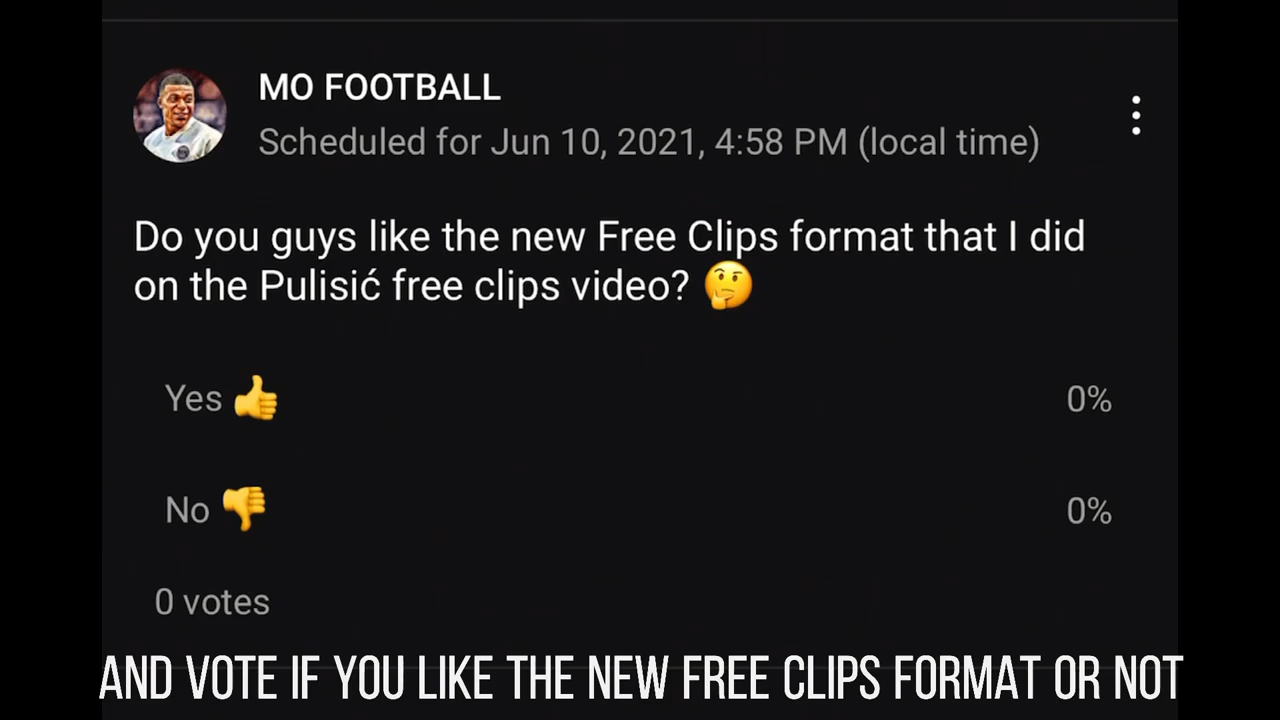 MO FOOTBALL
Scheduled for Jun 10, 2021, 4:58 PM (local time)
Do you guys like the new Free Clips format that I did
on the Pulisić free clips video? 🤔
Yes 👍 0%
No 👎 0%
0 votes
AND VOTE IF YOU LIKE THE NEW FREE CLIPS FORMAT OR NOT